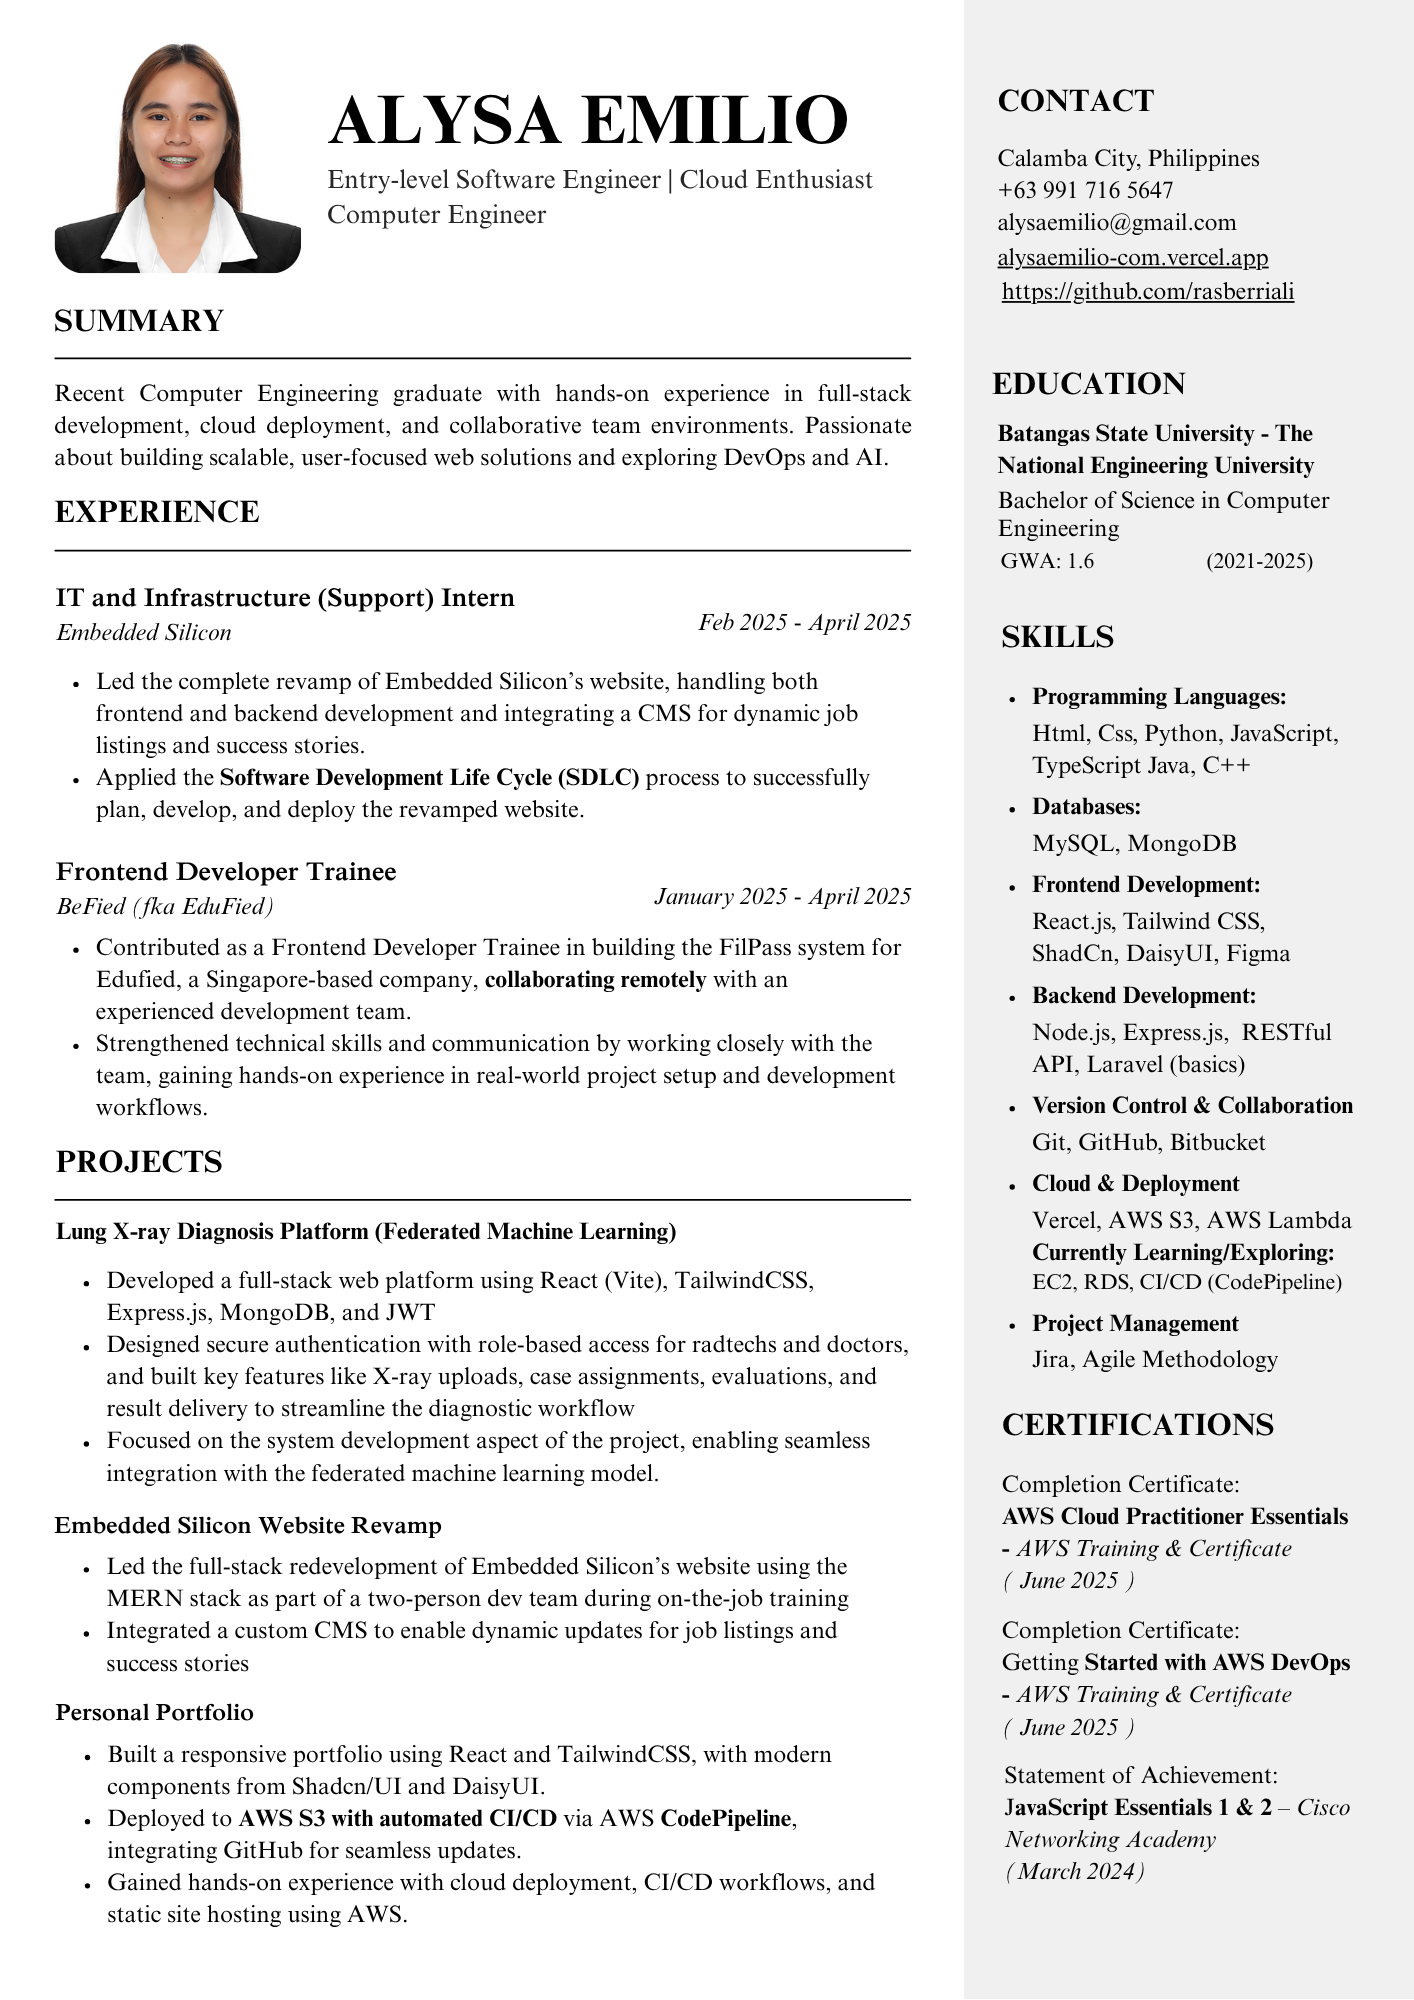 ALYSA EMILIO
Entry-level Software Engineer | Cloud Enthusiast
Computer Engineer
SUMMARY
Recent Computer Engineering graduate with hands-on experience in full-stack
development, cloud deployment, and collaborative team environments. Passionate
about building scalable, user-focused web solutions and exploring DevOps and AI.
EXPERIENCE
IT and Infrastructure (Support) Intern
Embedded Silicon
Feb 2025 - April 2025
• Led the complete revamp of Embedded Silicon’s website, handling both
frontend and backend development and integrating a CMS for dynamic job
listings and success stories.
• Applied the Software Development Life Cycle (SDLC) process to successfully
plan, develop, and deploy the revamped website.
Frontend Developer Trainee
BeFied (fka EduFied)
January 2025 - April 2025
• Contributed as a Frontend Developer Trainee in building the FilPass system for
Edufied, a Singapore-based company, collaborating remotely with an
experienced development team.
• Strengthened technical skills and communication by working closely with the
team, gaining hands-on experience in real-world project setup and development
workflows.
PROJECTS
Lung X-ray Diagnosis Platform (Federated Machine Learning)
• Developed a full-stack web platform using React (Vite), TailwindCSS,
Express.js, MongoDB, and JWT
• Designed secure authentication with role-based access for radtechs and doctors,
and built key features like X-ray uploads, case assignments, evaluations, and
result delivery to streamline the diagnostic workflow
• Focused on the system development aspect of the project, enabling seamless
integration with the federated machine learning model.
Embedded Silicon Website Revamp
• Led the full-stack redevelopment of Embedded Silicon’s website using the
MERN stack as part of a two-person dev team during on-the-job training
• Integrated a custom CMS to enable dynamic updates for job listings and
success stories
Personal Portfolio
• Built a responsive portfolio using React and TailwindCSS, with modern
components from Shadcn/UI and DaisyUI.
• Deployed to AWS S3 with automated CI/CD via AWS CodePipeline,
integrating GitHub for seamless updates.
• Gained hands-on experience with cloud deployment, CI/CD workflows, and
static site hosting using AWS.
CONTACT
Calamba City, Philippines
+63 991 716 5647
alysaemilio@gmail.com
alysaemilio-com.vercel.app
https://github.com/rasberriali
EDUCATION
Batangas State University - The
National Engineering University
Bachelor of Science in Computer
Engineering
GWA: 1.6 (2021-2025)
SKILLS
• Programming Languages:
Html, Css, Python, JavaScript,
TypeScript Java, C++
• Databases:
MySQL, MongoDB
• Frontend Development:
React.js, Tailwind CSS,
ShadCn, DaisyUI, Figma
• Backend Development:
Node.js, Express.js,  RESTful
API, Laravel (basics)
• Version Control & Collaboration
Git, GitHub, Bitbucket
• Cloud & Deployment
Vercel, AWS S3, AWS Lambda
Currently Learning/Exploring:
EC2, RDS, CI/CD (CodePipeline)
• Project Management
Jira, Agile Methodology
CERTIFICATIONS
Completion Certificate:
AWS Cloud Practitioner Essentials
- AWS Training & Certificate
( June 2025 )
Completion Certificate:
Getting Started with AWS DevOps
- AWS Training & Certificate
( June 2025 )
Statement of Achievement:
JavaScript Essentials 1 & 2 – Cisco
Networking Academy
( March 2024)